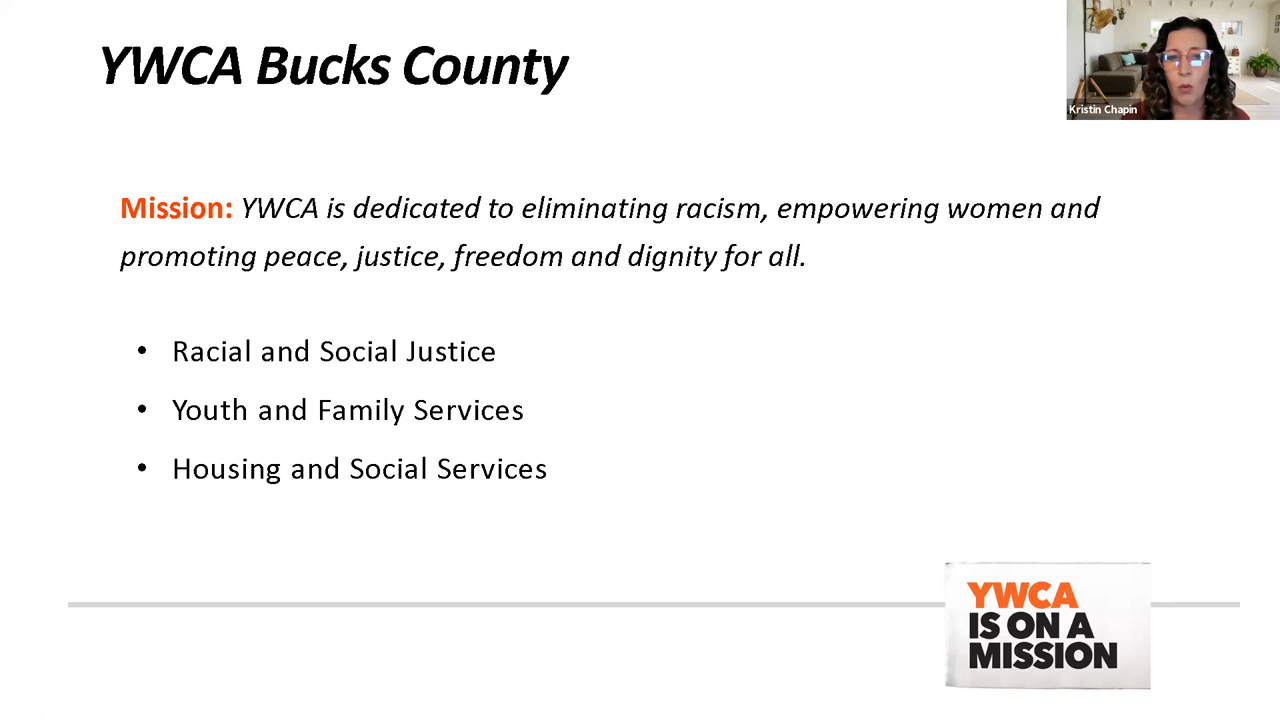 YWCA Bucks County
Kristin Chapin
Mission: YWCA is dedicated to eliminating racism, empowering women and
promoting peace, justice, freedom and dignity for all.
• Racial and Social Justice
• Youth and Family Services
• Housing and Social Services
YWCA
IS ON A
MISSION